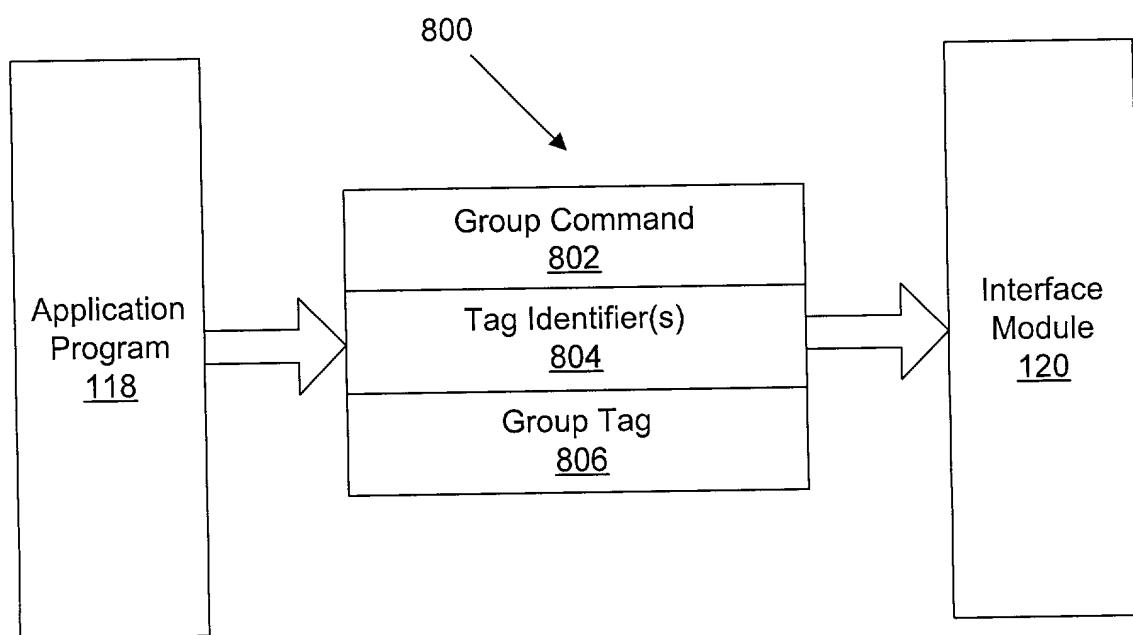 800
Application
Program
118
Group Command
802
Tag Identifier(s)
804
Group Tag
806
Interface
Module
120